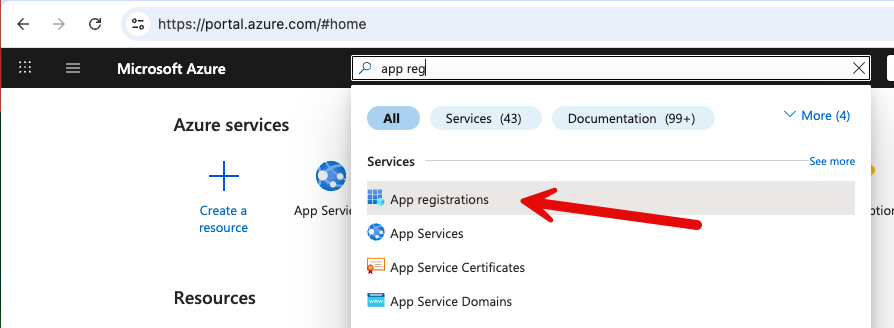 https://portal.azure.com/#home
Microsoft Azure
app reg
All
Services (43)
Documentation (99+)
More (4)
Azure services
Services
See more
Create a
resource
App Servic
App registrations
App Services
App Service Certificates
App Service Domains
Resources